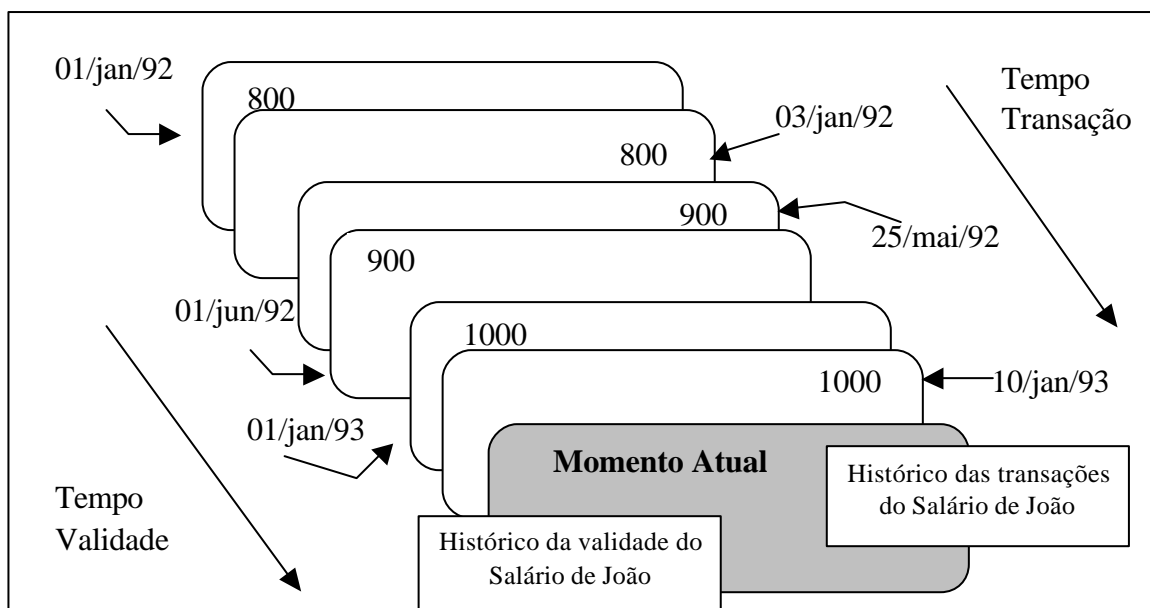 01/jan/92
800
Tempo
Transação
03/jan/92
800
900
25/mai/92
900
01/jun/92
1000
1000
10/jan/93
01/jan/93
Momento Atual
Histórico das transações
do Salário de João
Tempo
Validade
Histórico da validade do
Salário de João